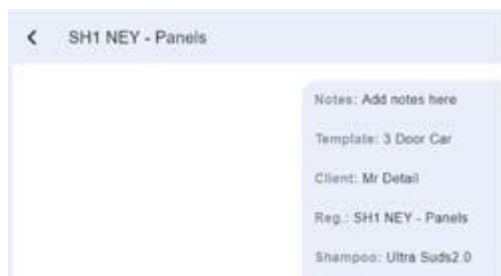 SH1 NEY - Panels
Notes: Add notes here
Template: 3 Door Car
Client: Mr Detail
Reg.: SH1 NEY - Panels
Shampoo: Ultra Suds2.0